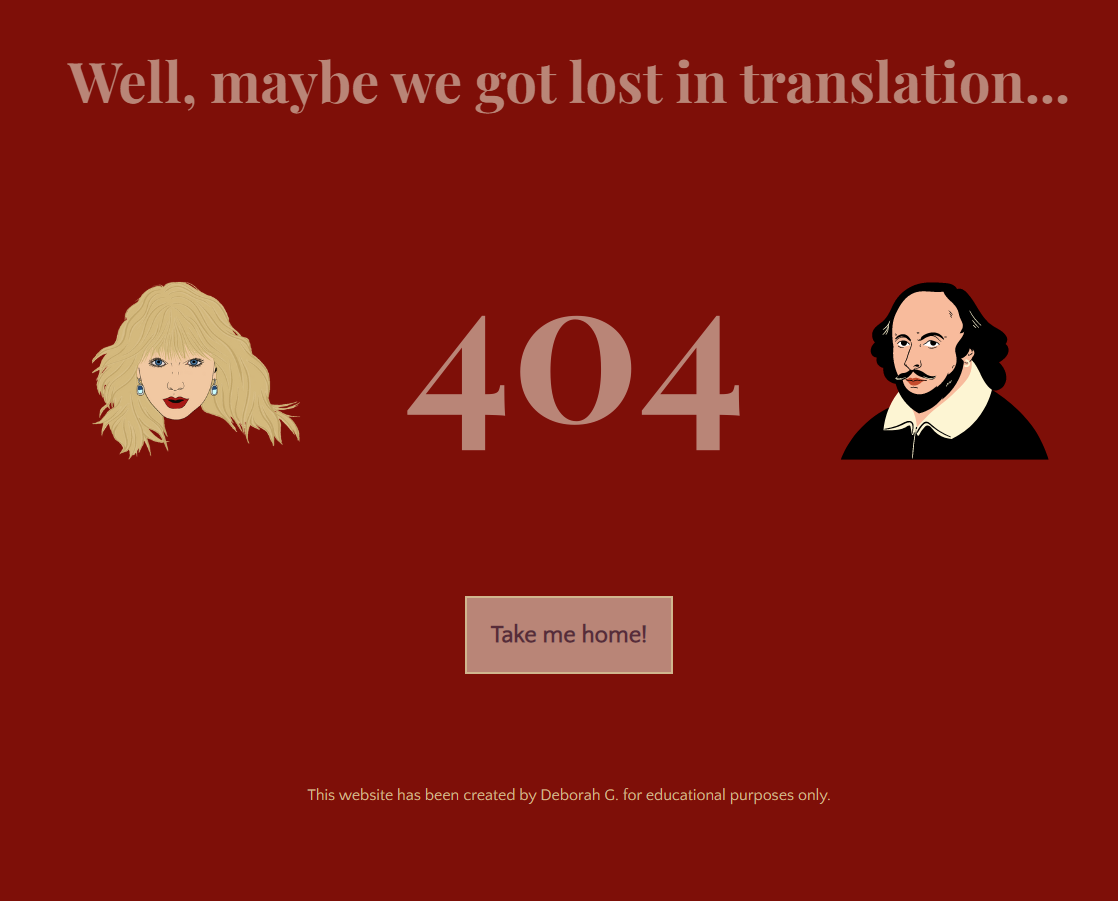 Well, maybe we got lost in translation...
404
Take me home!
This website has been created by Deborah G. for educational purposes only.